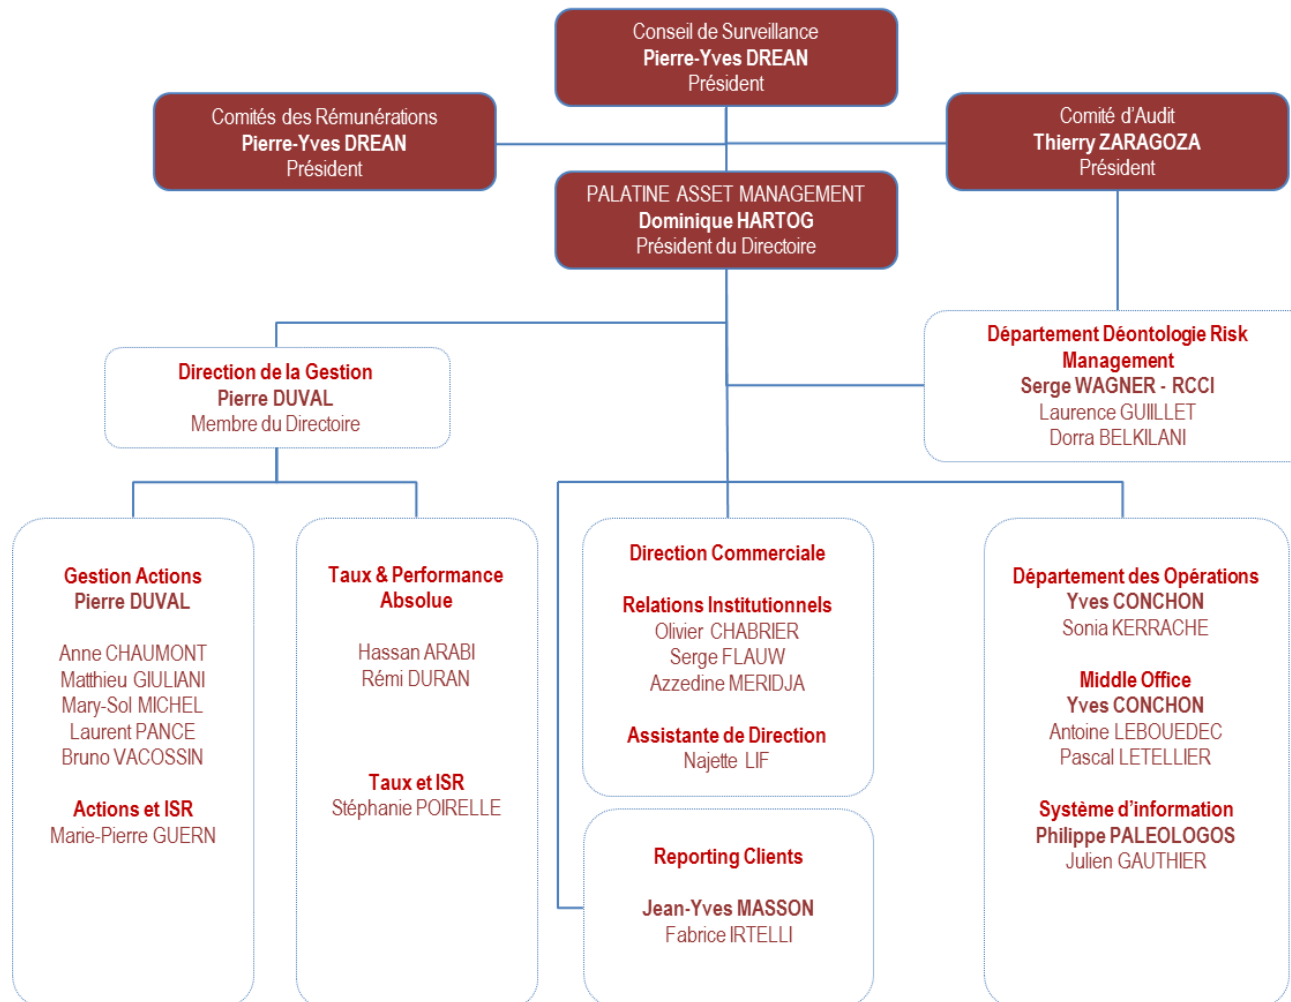 Conseil de Surveillance
Pierre-Yves DREAN
Président
Comités des Rémunérations
Pierre-Yves DREAN
Président
Comité d'Audit
Thierry ZARAGOZA
Président
PALATINE ASSET MANAGEMENT
Dominique HARTOG
Président du Directoire
Direction de la Gestion
Pierre DUVAL
Membre du Directoire
Département Déontologie Risk
Management
Serge WAGNER - RCCI
Laurence GUIILLET
Dorra BELKILANI
Gestion Actions
Pierre DUVAL
Anne CHAUMONT
Matthieu GIULIANI
Mary-Sol MICHEL
Laurent PANCE
Bruno VACOSSIN
Actions et ISR
Marie-Pierre GUERN
Taux & Performance
Absolue
Hassan ARABI
Rémi DURAN
Taux et ISR
Stéphanie POIRELLE
Direction Commerciale
Relations Institutionnels
Olivier CHABRIER
Serge FLAUW
Azzedine MERIDJA
Assistante de Direction
Najette LIF
Reporting Clients
Jean-Yves MASSON
Fabrice IRTELLI
Département des Opérations
Yves CONCHON
Sonia KERRACHE
Middle Office
Yves CONCHON
Antoine LEBOUEDEC
Pascal LETELLIER
Système d'information
Philippe PALEOLOGOS
Julien GAUTHIER